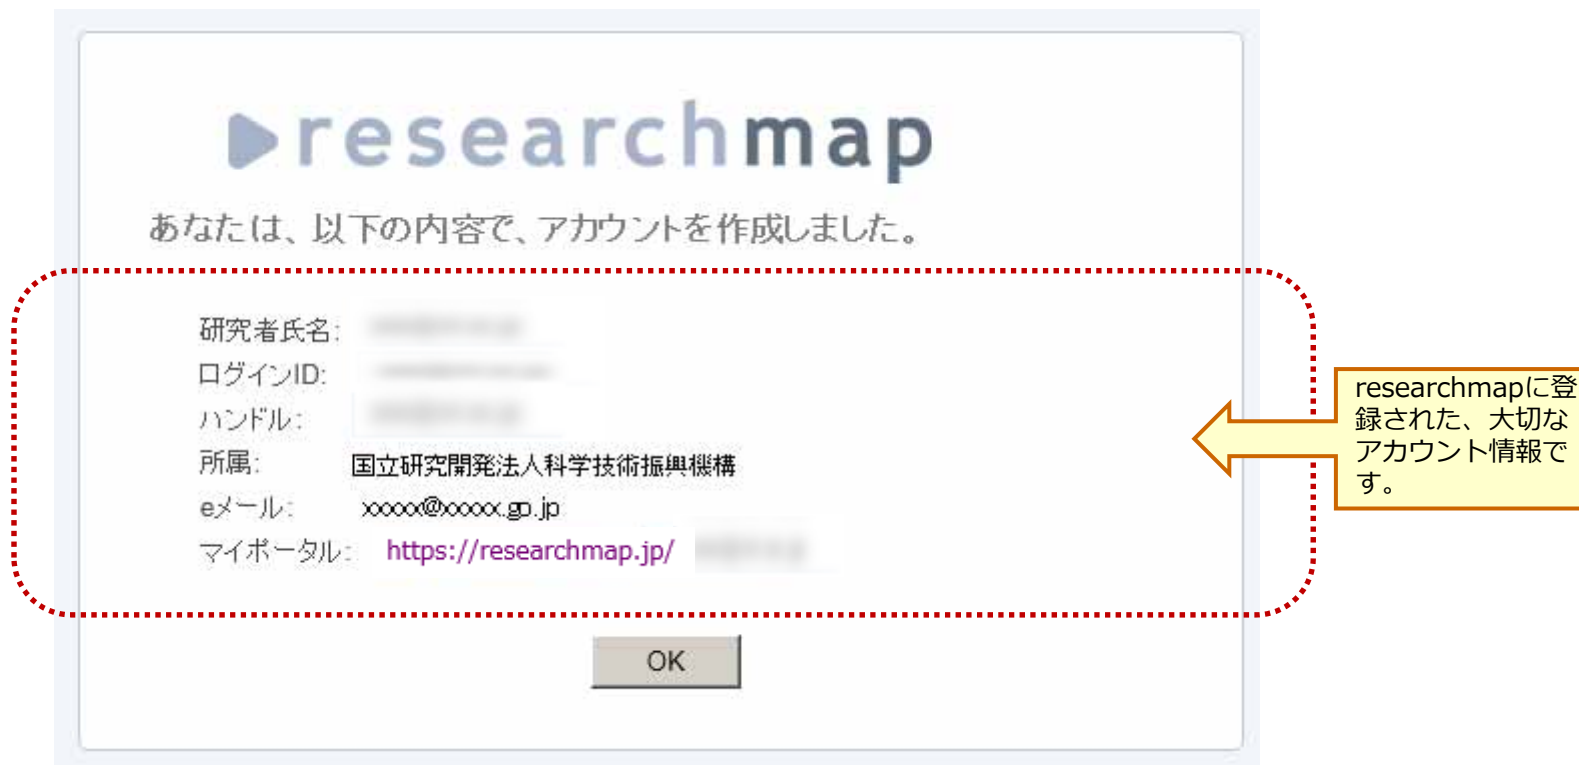 researchmap
あなたは、以下の内容で、アカウントを作成しました。
研究者氏名:
ログインID:
ハンドル:
所属: 国立研究開発法人科学技術振興機構
eメール: xxxxx@xxxxx.go.jp
マイポータル: https://researchmap.jp/
OK
researchmapに登
録された、大切な
アカウント情報で
す。